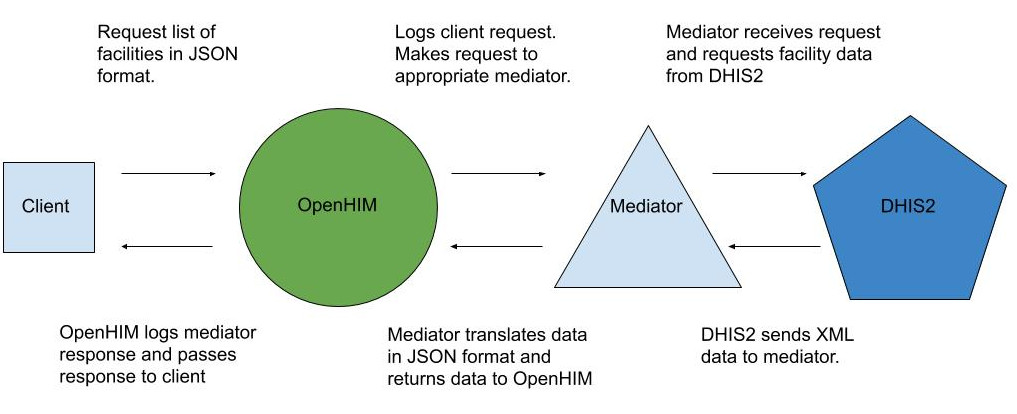 Request list of
facilities in JSON
format.
Logs client request.
Makes request to
appropriate mediator.
Mediator receives request
and requests facility data
from DHIS2
Client
OpenHIM
Mediator
DHIS2
OpenHIM logs mediator
response and passes
response to client
Mediator translates data
in JSON format and
returns data to OpenHIM
DHIS2 sends XML
data to mediator.